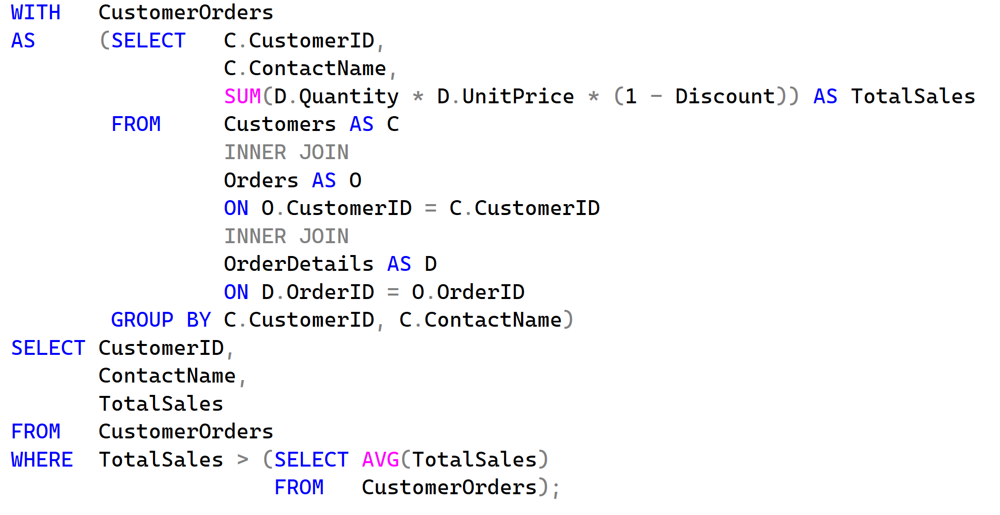 WITH   CustomerOrders
AS     (SELECT   C.CustomerID,
                 C.ContactName,
                 SUM(D.Quantity * D.UnitPrice * (1 - Discount)) AS TotalSales
        FROM     Customers AS C
                 INNER JOIN
                 Orders AS O
                 ON O.CustomerID = C.CustomerID
                 INNER JOIN
                 OrderDetails AS D
                 ON D.OrderID = O.OrderID
        GROUP BY C.CustomerID, C.ContactName)
SELECT CustomerID,
       ContactName,
       TotalSales
FROM   CustomerOrders
WHERE  TotalSales > (SELECT AVG(TotalSales)
                     FROM   CustomerOrders);